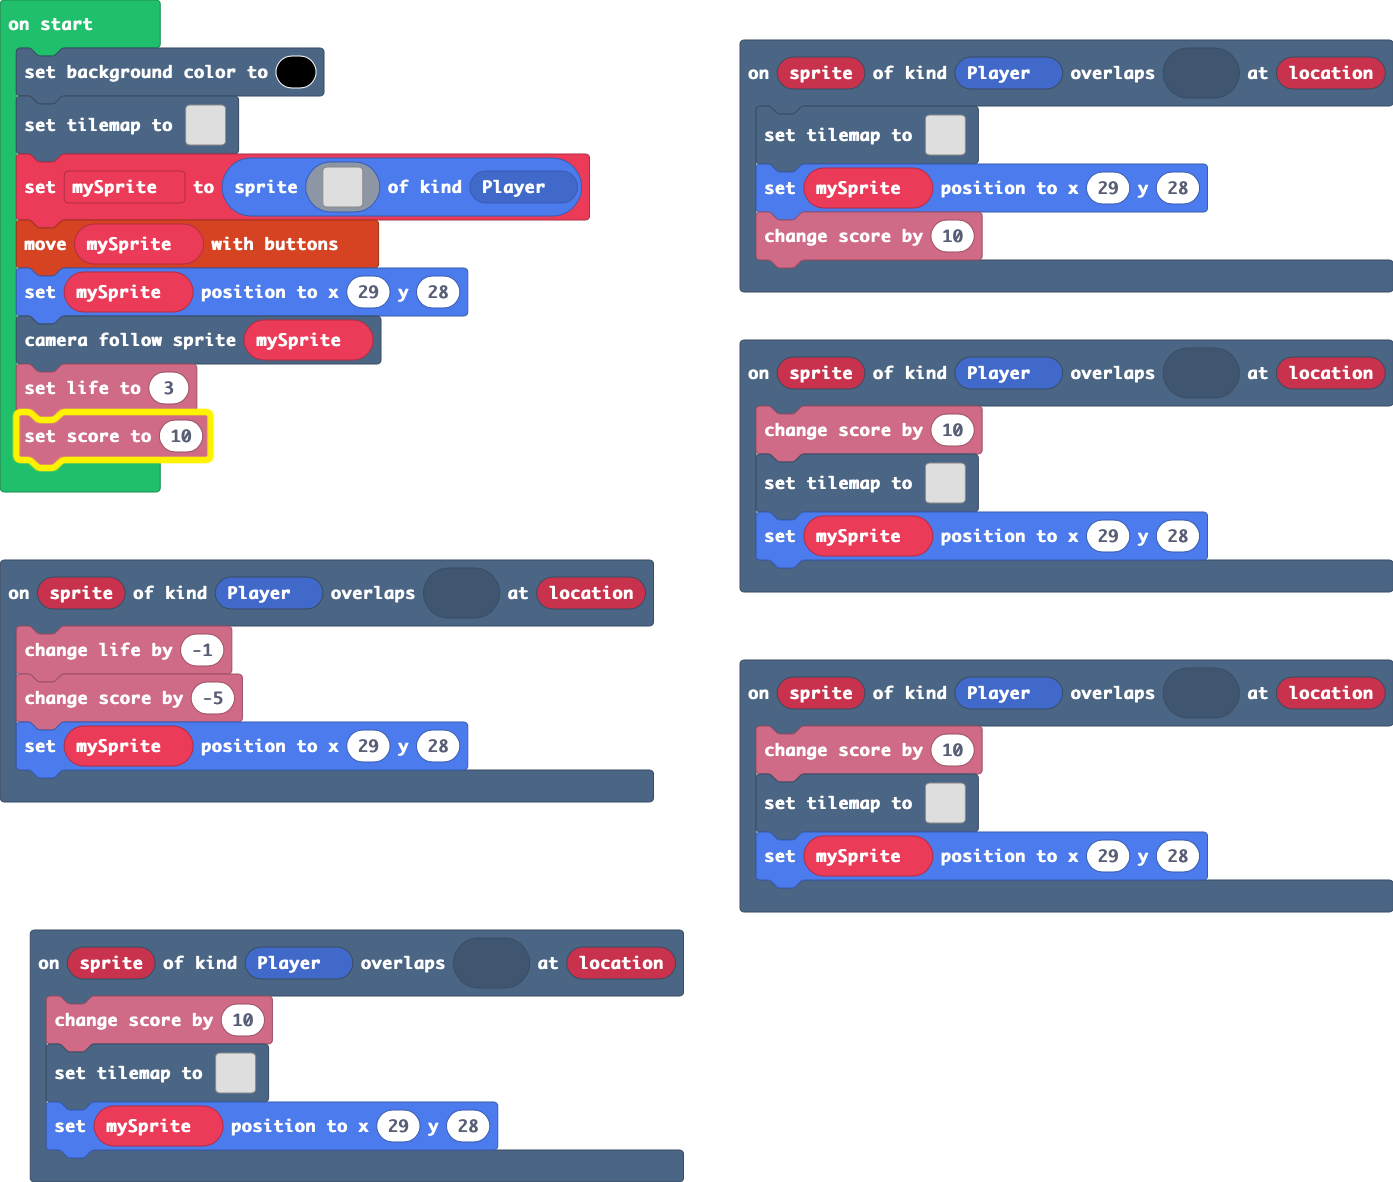 on start
set background color to
set tilemap to
set mySprite to sprite of kind Player
move mySprite with buttons
set mySprite position to x 29 y 28
camera follow sprite mySprite
set life to 3
set score to 10
on sprite of kind Player overlaps at location
change life by -1
change score by -5
set mySprite position to x 29 y 28
on sprite of kind Player overlaps at location
change score by 10
set tilemap to
set mySprite position to x 29 y 28
on sprite of kind Player overlaps at location
set tilemap to
set mySprite position to x 29 y 28
change score by 10
on sprite of kind Player overlaps at location
change score by 10
set tilemap to
set mySprite position to x 29 y 28
on sprite of kind Player overlaps at location
change score by 10
set tilemap to
set mySprite position to x 29 y 28